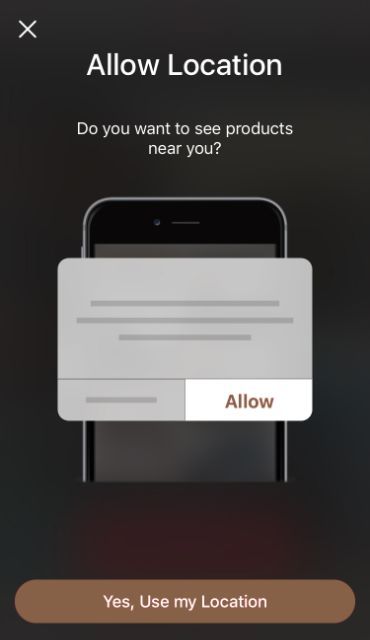 Allow Location
Do you want to see products
near you?
Allow
Yes, Use my Location